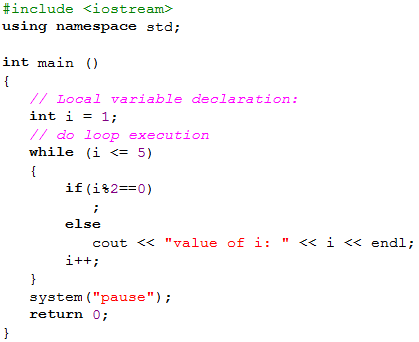 #include <iostream>
using namespace std;
int main ()
{
// Local variable declaration:
int i = 1;
// do loop execution
while (i <= 5)
{
if(i%2==0)
;
else
cout << "value of i: " << i << endl;
i++;
}
system("pause");
return 0;
}